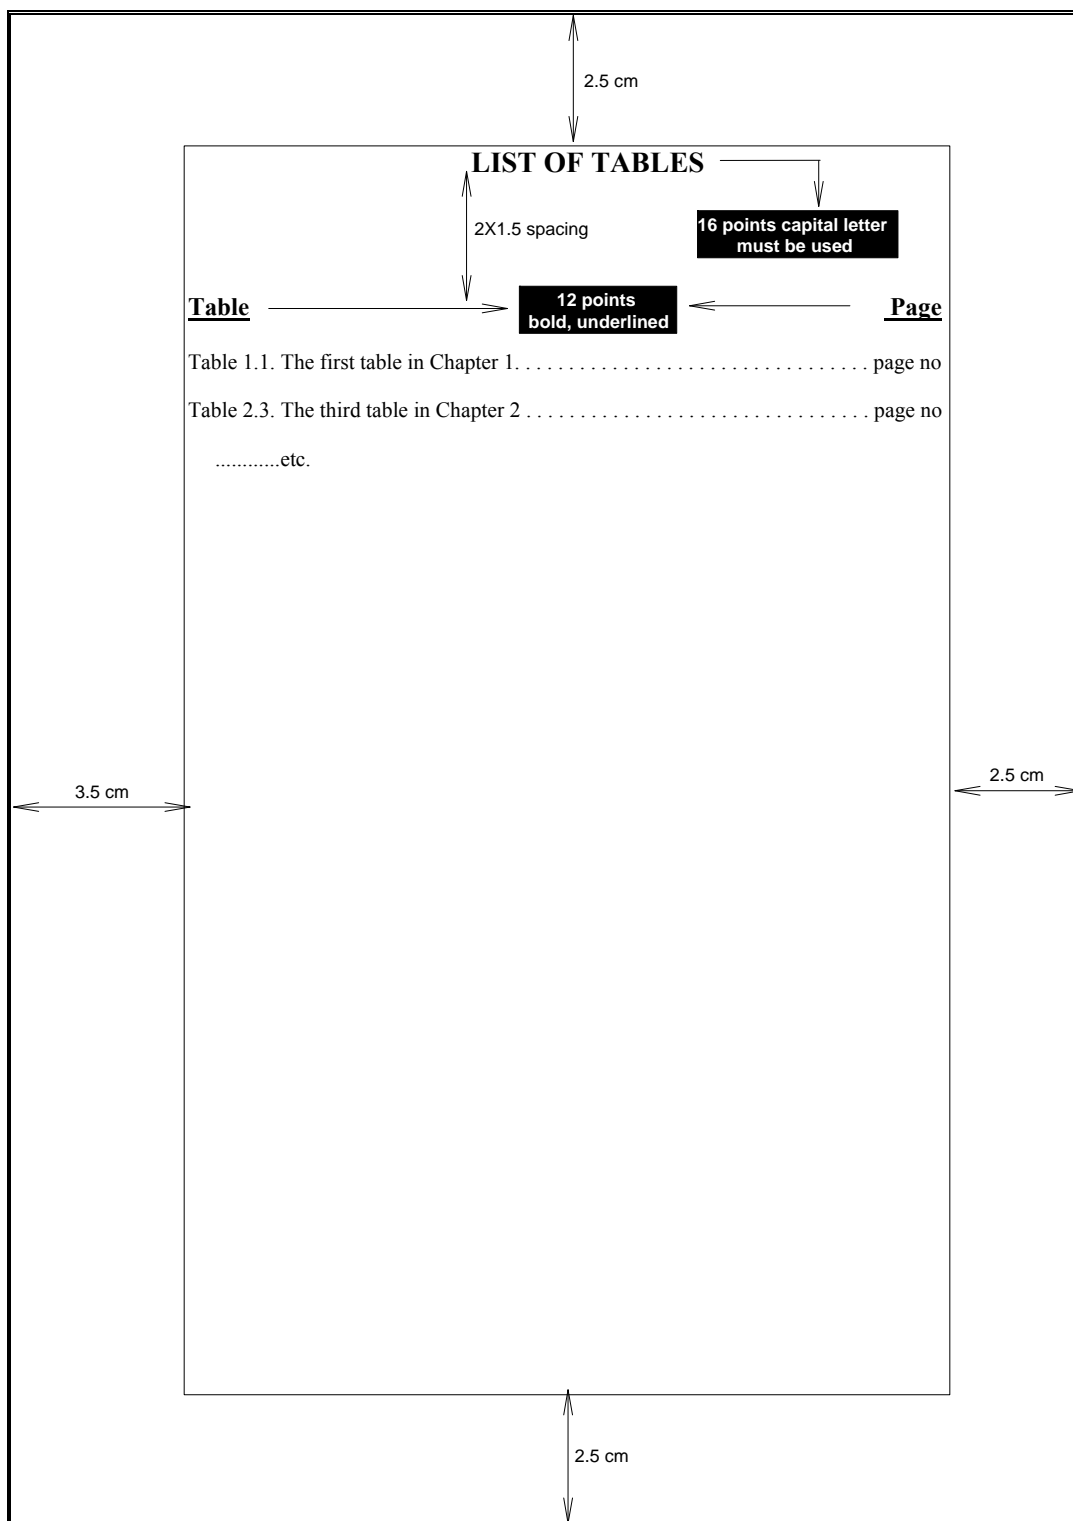 2.5 cm
LIST OF TABLES
16 points capital letter
must be used
2X1.5 spacing
Table
12 points
bold, underlined
Page
Table 1.1. The first table in Chapter 1. . . . . . . . . . . . . . . . . . . . . . . . . . . . . . . . . . page no
Table 2.3. The third table in Chapter 2 . . . . . . . . . . . . . . . . . . . . . . . . . . . . . . . . page no
............etc.
3.5 cm
2.5 cm
2.5 cm